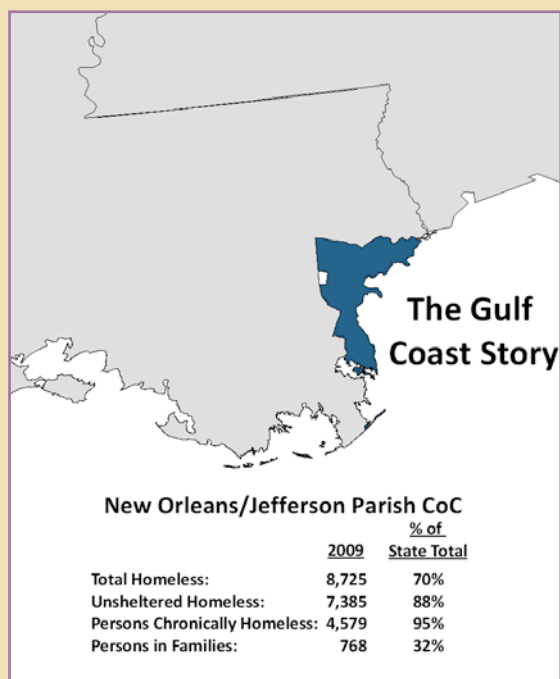 The Gulf
Coast Story
New Orleans/Jefferson Parish CoC
% of
2009 State Total
Total Homeless: 8,725 70%
Unsheltered Homeless: 7,385 88%
Persons Chronically Homeless: 4,579 95%
Persons in Families: 768 32%